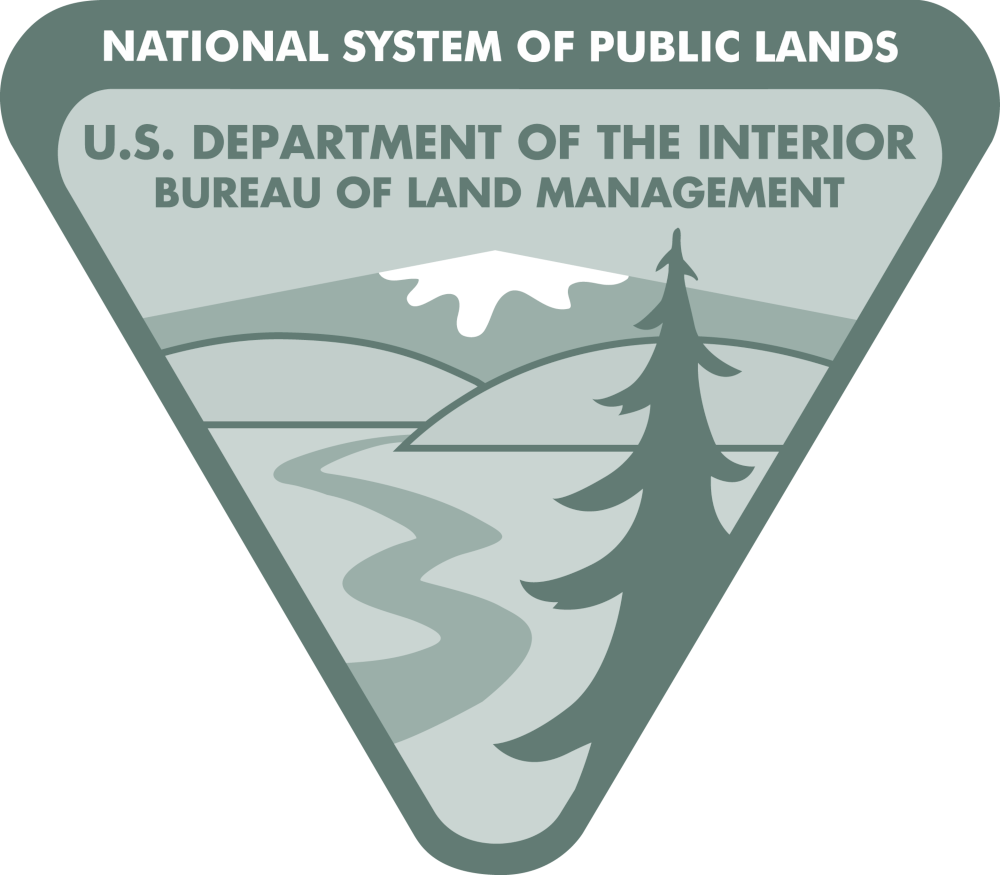 NATIONAL SYSTEM OF PUBLIC LANDS
U.S. DEPARTMENT OF THE INTERIOR
BUREAU OF LAND MANAGEMENT